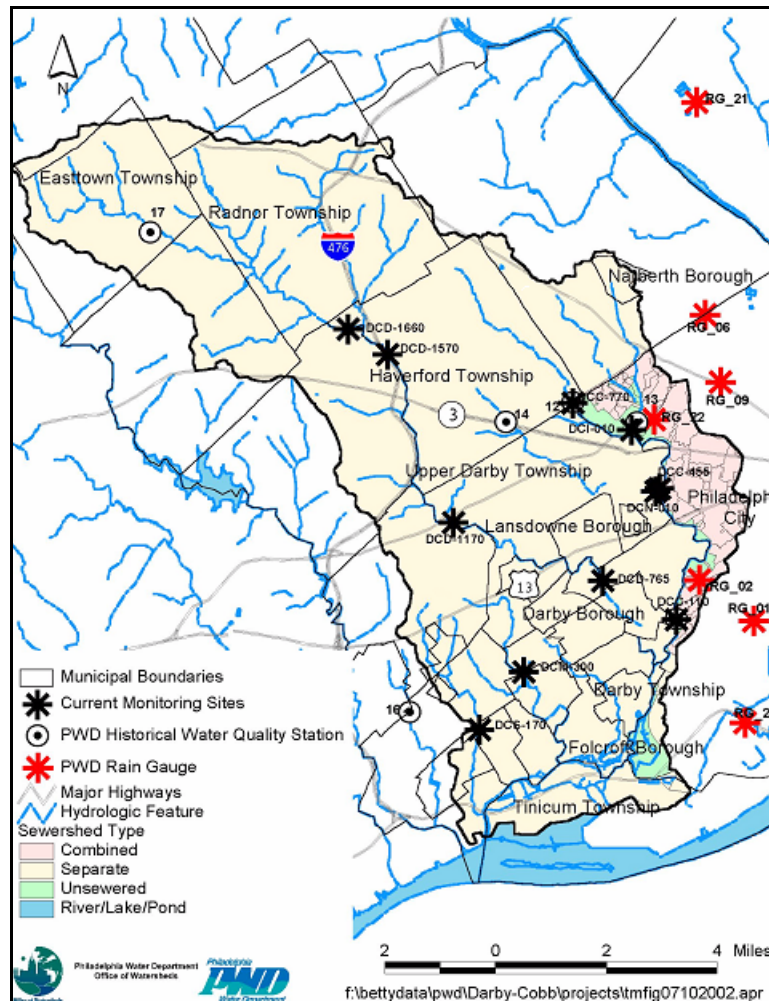 N
RG_21
Easttown Township
17
Radnor Township
476
Narberth Borough
RG_06
DCD-1660
DCD-1570
RG_09
Haverford Township
12
DCC-770
13
3
14
RG_22
DCI-010
Upper Darby Township
DCC-455
DCN-010
Philadelph
City
Lansdowne Borough
DCD-1170
13
DCD-765
RG_02
Darby Borough
DCC-110
RG_01
DCM-300
Darby Township
16
RG_2
DCS-170
Folcroft Borough
Tinicum Township
Municipal Boundaries
Current Monitoring Sites
PWD Historical Water Quality Station
PWD Rain Gauge
Major Highways
Hydrologic Feature
Sewershed Type
Combined
Separate
Unsewered
River/Lake/Pond
2 0 2 4 Miles
Philadelphia Water Department
Office of Watersheds
Philadelphia
PWD
Water Department
f:\bettydata\pwd\Darby-Cobb\projects\tmfig07102002.apr